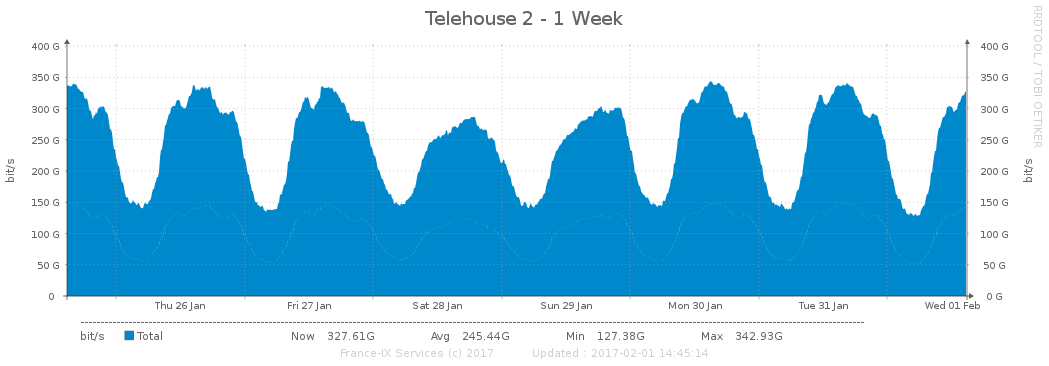 Telehouse 2 - 1 Week
RRDTOOL / TOBI OETIKER
400 G 400 G
350 G 350 G
300 G 300 G
250 G 250 G
200 G 200 G
150 G 150 G
100 G 100 G
50 G 50 G
0 0 G
bit/s
bit/s
Thu 26 Jan Fri 27 Jan Sat 28 Jan Sun 29 Jan Mon 30 Jan Tue 31 Jan Wed 01 Feb
bit/s Total Now 327.61G Avg 245.44G Min 127.38G Max 342.93G
France-IX Services (c) 2017 Updated : 2017-02-01 14:45:14